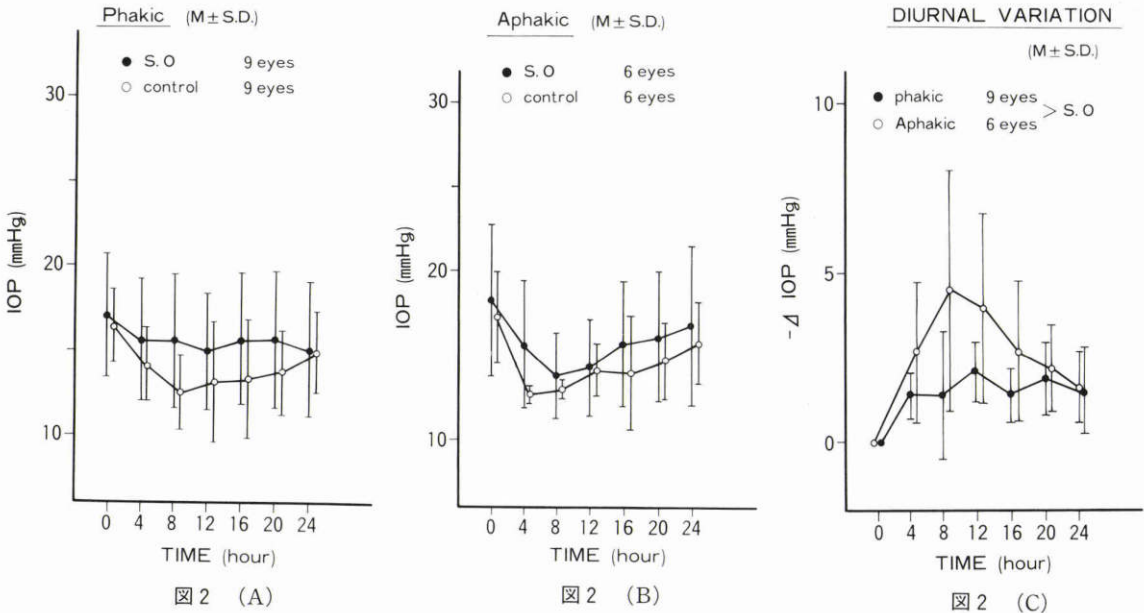 Phakic (M± S.D.)
● S.O 9 eyes
○ control 9 eyes
30
20
10
IOP (mmHg)
0 4 8 12 16 20 24
TIME (hour)
図2 (A)
Aphakic (M± S.D.)
● S.O 6 eyes
○ control 6 eyes
30
20
10
IOP (mmHg)
0 4 8 12 16 20 24
TIME (hour)
図2 (B)
DIURNAL VARIATION
(M± S.D.)
● phakic 9 eyes
○ Aphakic 6 eyes
> S.O
10
5
0
-Δ IOP (mmHg)
0 4 8 12 16 20 24
TIME (hour)
図2 (C)